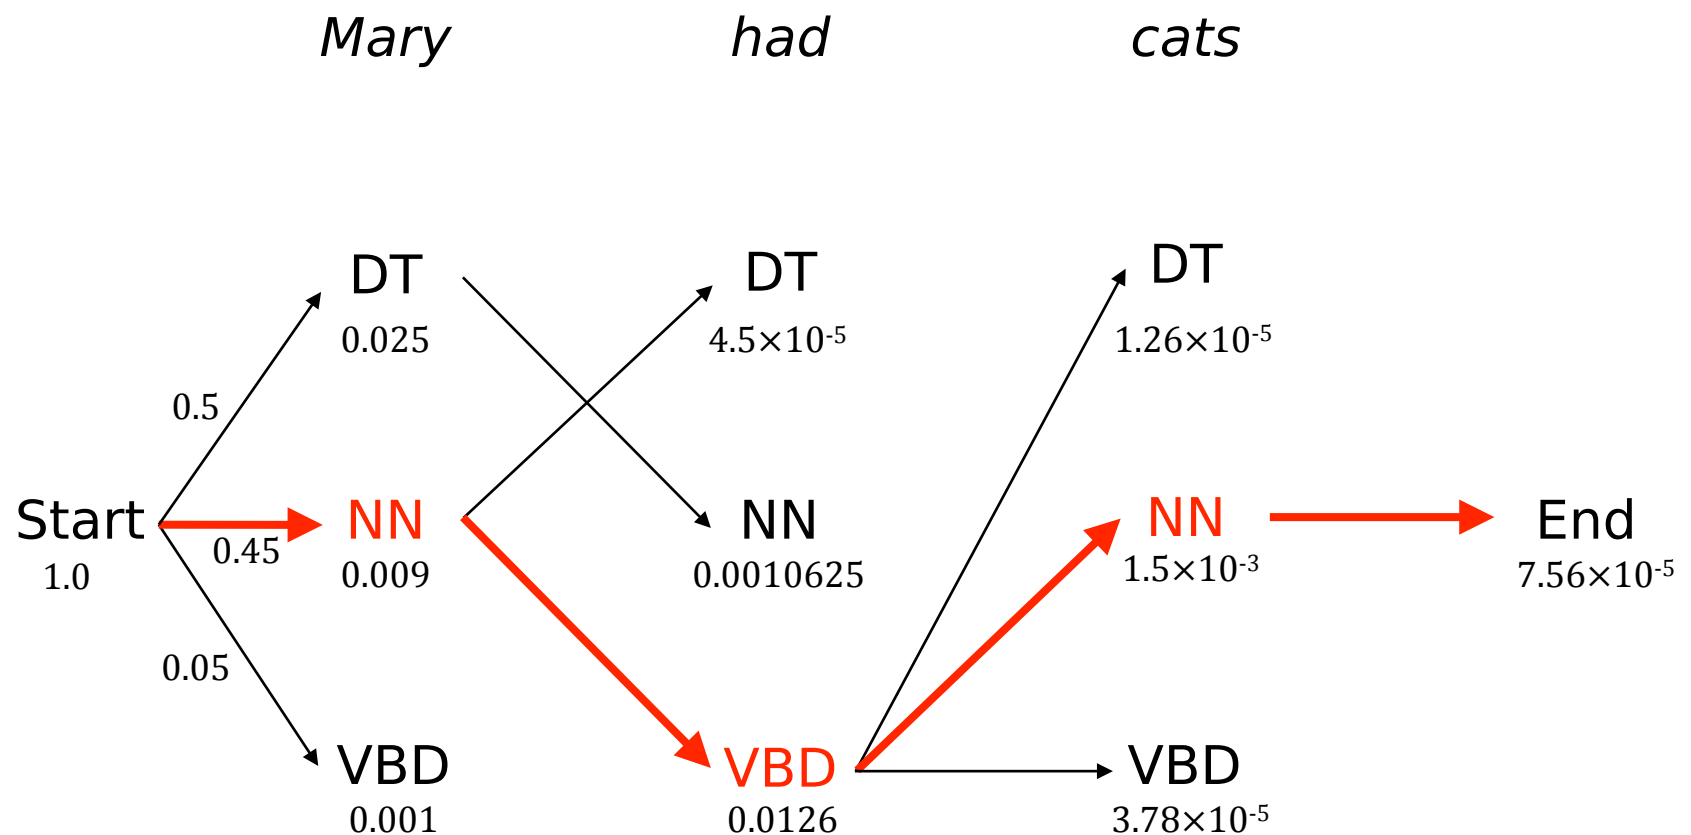 Mary had cats
DT DT DT
0.025 4.5×10-5 1.26×10-5
0.5
Start NN NN NN End
0.45
1.0 0.009 0.0010625 1.5×10-3 7.56×10-5
0.05
VBD VBD VBD
0.001 0.0126 3.78×10-5